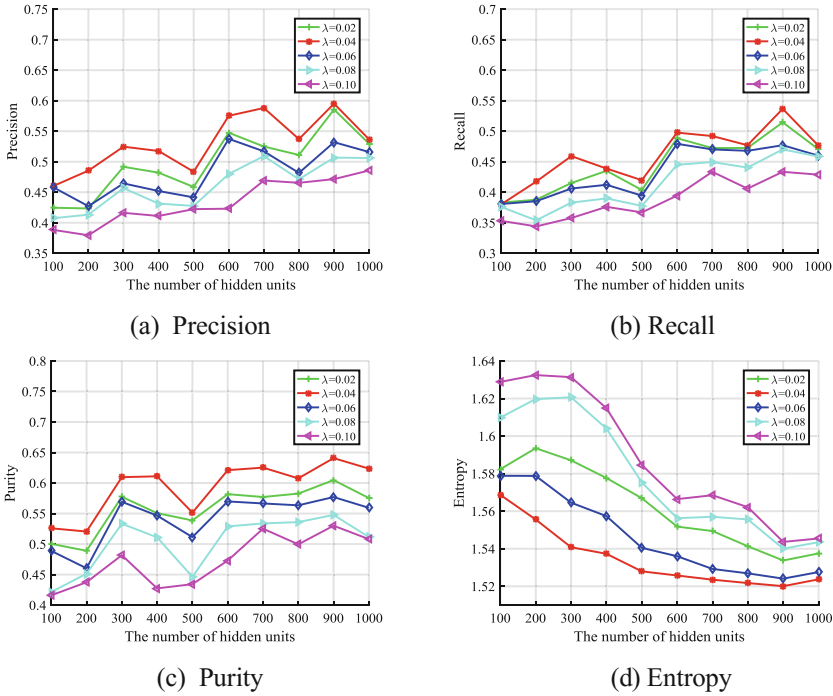 0.75
0.7
0.65
0.6
0.55
0.5
0.45
0.4
0.35
Precision
λ=0.02
λ=0.04
λ=0.06
λ=0.08
λ=0.10
100 200 300 400 500 600 700 800 900 1000
The number of hidden units
(a) Precision
0.7
0.65
0.6
0.55
0.5
0.45
0.4
0.35
0.3
Recall
λ=0.02
λ=0.04
λ=0.06
λ=0.08
λ=0.10
100 200 300 400 500 600 700 800 900 1000
The number of hidden units
(b) Recall
0.8
0.75
0.7
0.65
0.6
0.55
0.5
0.45
0.4
Purity
λ=0.02
λ=0.04
λ=0.06
λ=0.08
λ=0.10
100 200 300 400 500 600 700 800 900 1000
The number of hidden units
(c) Purity
1.64
1.62
1.6
1.58
1.56
1.54
1.52
Entropy
λ=0.02
λ=0.04
λ=0.06
λ=0.08
λ=0.10
100 200 300 400 500 600 700 800 900 1000
The number of hidden units
(d) Entropy